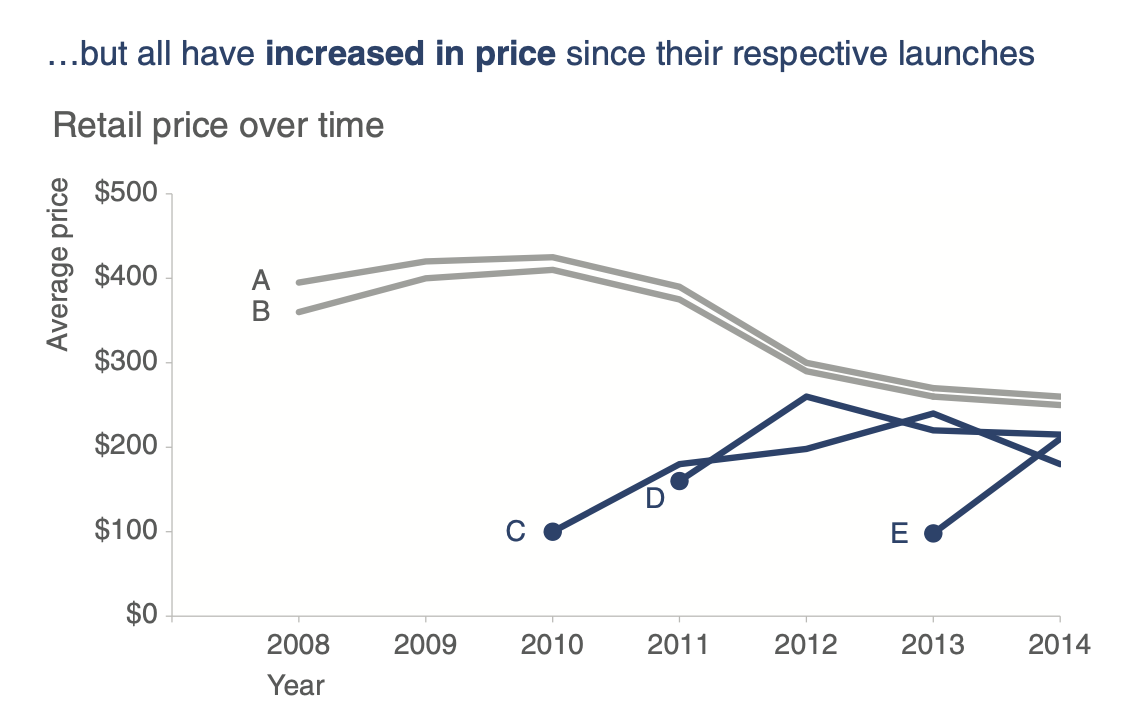 …but all have increased in price since their respective launches
Retail price over time
Average price
$500
$400
$300
$200
$100
$0
A
B
C
D
E
2008 2009 2010 2011 2012 2013 2014
Year